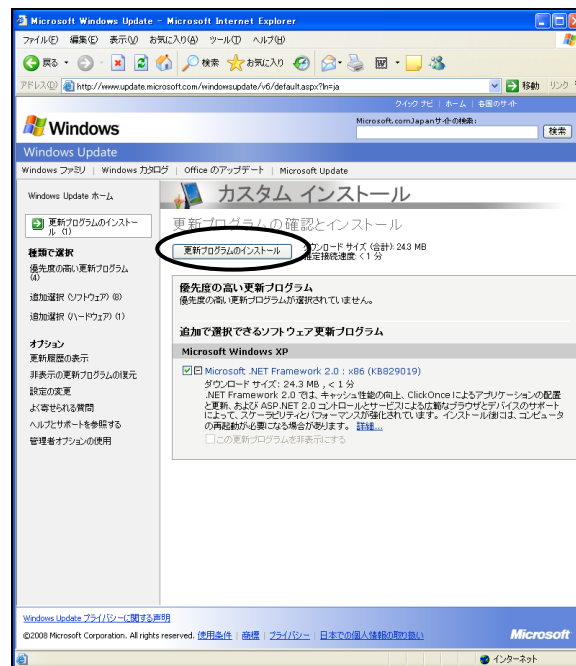 Microsoft Windows Update - Microsoft Internet Explorer
ファイル(F) 編集(E) 表示(V) お気に入り(A) ツール(T) ヘルプ(H)
戻る 検索 お気に入り
アドレス(D) http://www.update.microsoft.com/windowsupdate/v6/default.aspx?ln=ja 移動 リンク
クイック ナビ | ホーム | 各国のサイト
Windows
Microsoft.comJapanサイトの検索:
検索
Windows Update
Windows ファミリ | Windows カタログ | Office のアップデート | Microsoft Update
Windows Update ホーム
更新プログラムのインストール (1)
種類で選択
優先度の高い更新プログラム (4)
追加選択 (ソフトウェア) (8)
追加選択 (ハードウェア) (1)
オプション
更新履歴の表示
非表示の更新プログラムの復元
設定の変更
よく寄せられる質問
ヘルプとサポートを参照する
管理者オプションの使用
カスタム インストール
更新プログラムの確認とインストール
更新プログラムのインストール
ダウンロード サイズ (合計): 24.3 MB
推定接続速度: < 1 分
優先度の高い更新プログラム
優先度の高い更新プログラムが選択されていません。
追加で選択できるソフトウェア更新プログラム
Microsoft Windows XP
Microsoft .NET Framework 2.0 : x86 (KB829019)
ダウンロード サイズ: 24.3 MB , < 1 分
.NET Framework 2.0 では、キャッシュ性能の向上、ClickOnce によるアプリケーションの配置
と更新、および ASP.NET 2.0 コントロールとサービスによる広範なブラウザとデバイスのサポート
によって、スケーラビリティとパフォーマンスが強化されています。インストール後には、コンピュータ
の再起動が必要になる場合があります。 詳細...
この更新プログラムを非表示にする
Windows Update プライバシーに関する声明
©2008 Microsoft Corporation. All rights reserved. 使用条件 | 商標 | プライバシー | 日本での個人情報の取り扱い
Microsoft
インターネット